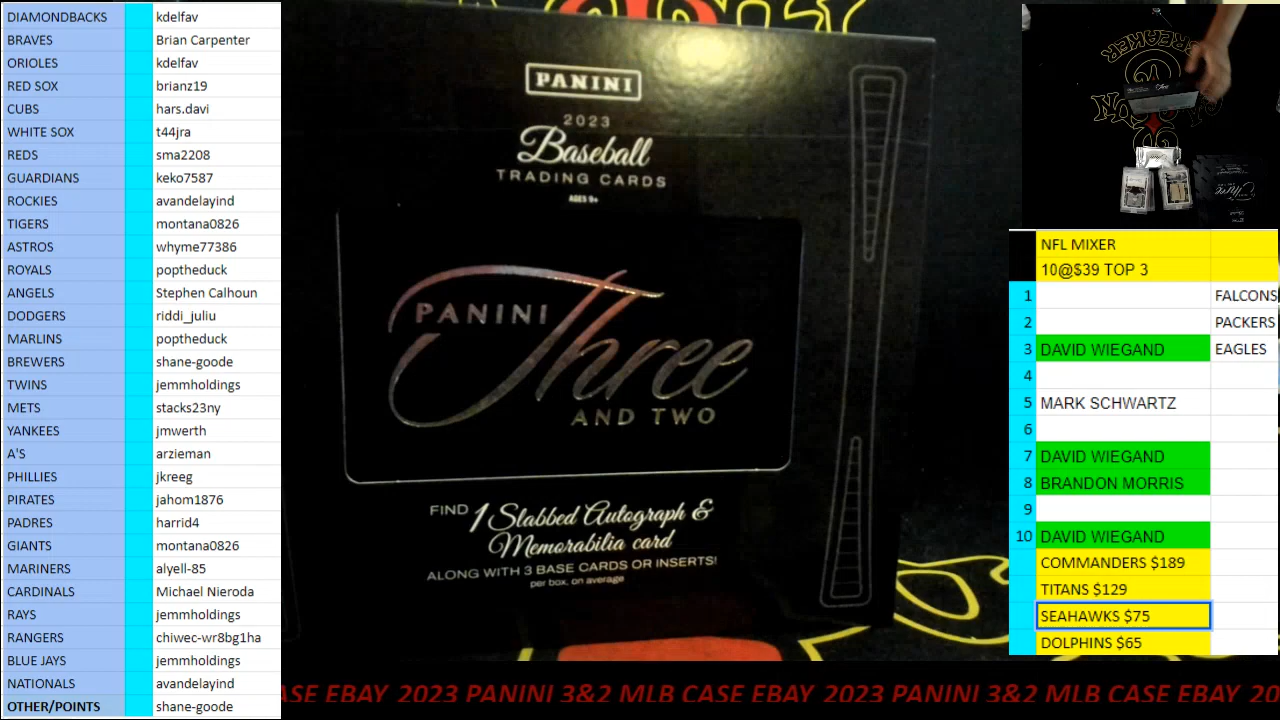 DIAMONDBACKS kdelfav
BRAVES Brian Carpenter
ORIOLES kdelfav
RED SOX brianz19
CUBS hars.davi
WHITE SOX t44jra
REDS sma2208
GUARDIANS keko7587
ROCKIES avandelayind
TIGERS montana0826
ASTROS whyme77386
ROYALS poptheduck
ANGELS Stephen Calhoun
DODGERS riddi_juliu
MARLINS poptheduck
BREWERS shane-goode
TWINS jemmholdings
METS stacks23ny
YANKEES jmwerth
A'S arzieman
PHILLIES jkreeg
PIRATES jahom1876
PADRES harrid4
GIANTS montana0826
MARINERS alyell-85
CARDINALS Michael Nieroda
RAYS jemmholdings
RANGERS chiwec-wr8bg1ha
BLUE JAYS jemmholdings
NATIONALS avandelayind
OTHER/POINTS shane-goode
PANINI
2023
Baseball
TRADING CARDS
AGES 9+
PANINI
Three
AND TWO
FIND 1 Slabbed Autograph &
Memorabilia card
ALONG WITH 3 BASE CARDS OR INSERTS!
per box, on average
BREAKER
Three
NFL MIXER
10@$39 TOP 3
1 FALCONS
2 PACKERS
3 DAVID WIEGAND EAGLES
4
5 MARK SCHWARTZ
6
7 DAVID WIEGAND
8 BRANDON MORRIS
9
10 DAVID WIEGAND
COMMANDERS $189
TITANS $129
SEAHAWKS $75
DOLPHINS $65
ASE EBAY 2023 PANINI 3&2 MLB CASE EBAY 2023 PANINI 3&2 MLB CASE EBAY 20